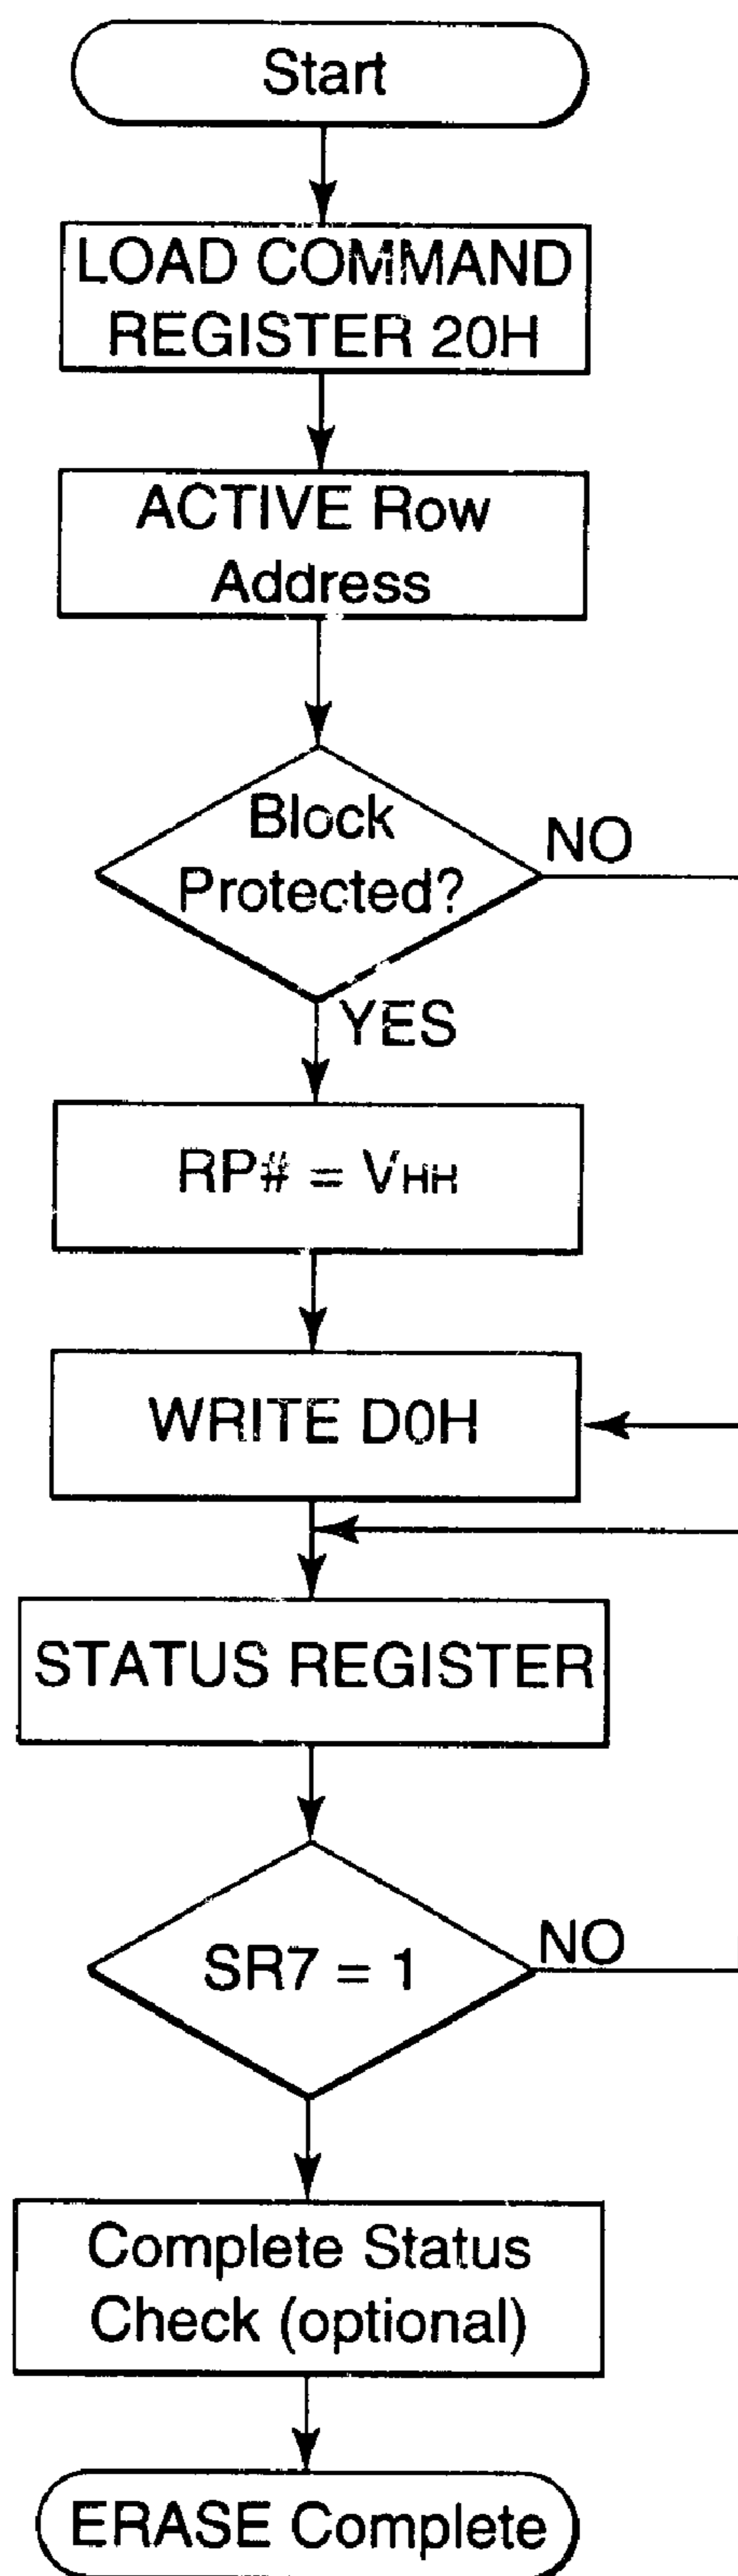 Start
LOAD COMMAND
REGISTER 20H
ACTIVE Row
Address
Block
Protected?
NO
YES
RP# = VHH
WRITE D0H
STATUS REGISTER
SR7 = 1
NO
Complete Status
Check (optional)
ERASE Complete